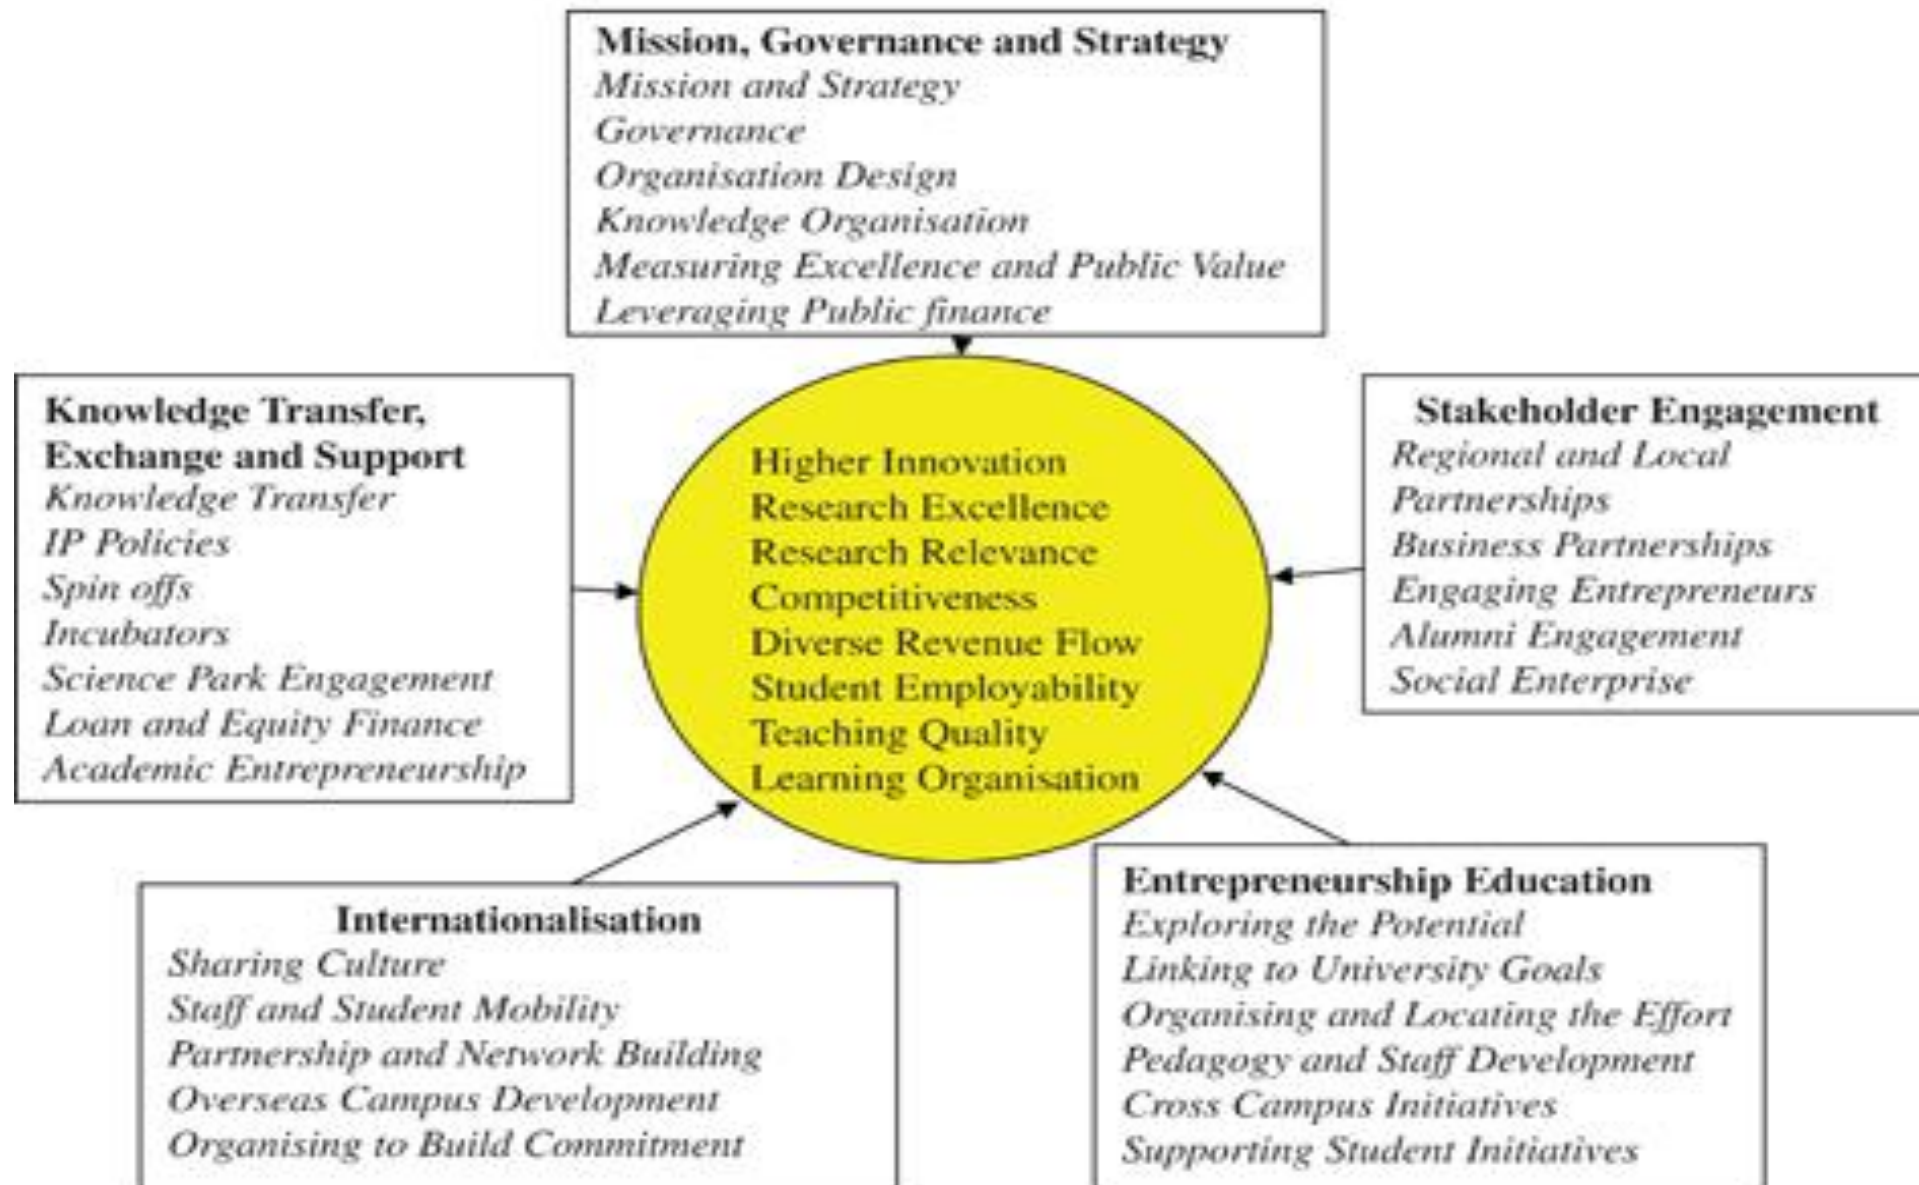 Mission, Governance and Strategy
Mission and Strategy
Governance
Organisation Design
Knowledge Organisation
Measuring Excellence and Public Value
Leveraging Public finance
Knowledge Transfer,
Exchange and Support
Knowledge Transfer
IP Policies
Spin offs
Incubators
Science Park Engagement
Loan and Equity Finance
Academic Entrepreneurship
Higher Innovation
Research Excellence
Research Relevance
Competitiveness
Diverse Revenue Flow
Student Employability
Teaching Quality
Learning Organisation
Stakeholder Engagement
Regional and Local
Partnerships
Business Partnerships
Engaging Entrepreneurs
Alumni Engagement
Social Enterprise
Internationalisation
Sharing Culture
Staff and Student Mobility
Partnership and Network Building
Overseas Campus Development
Organising to Build Commitment
Entrepreneurship Education
Exploring the Potential
Linking to University Goals
Organising and Locating the Effort
Pedagogy and Staff Development
Cross Campus Initiatives
Supporting Student Initiatives